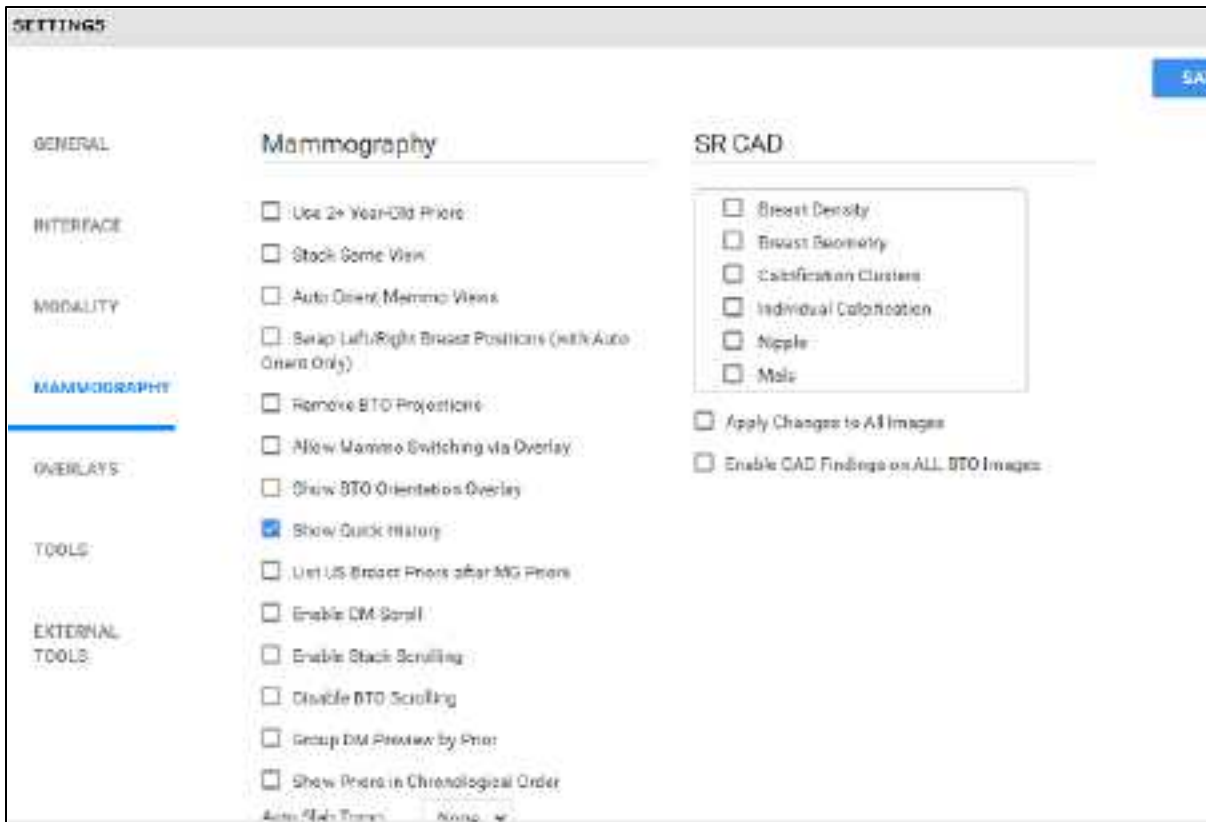 SETTINGS
GENERAL
INTERFACE
MODALITY
MAMMOGRAPHY
OVERLAYS
TOOLS
EXTERNAL
TOOLS
Mammography
Use 2+ Year-Old Priors
Stack Same View
Auto Orient Mammo Views
Swap Left/Right Breast Positions (with Auto
Orient Only)
Remove BTO Projections
Allow Mammo Switching via Overlay
Show BTO Orientation Overlay
Show Quick History
List US Breast Priors after MG Priors
Enable DM Scroll
Enable Stack Scrolling
Disable BTO Scrolling
Group DM Preview by Prior
Show Priors in Chronological Order
Auto Slab Tomo None
SR CAD
Breast Density
Breast Geometry
Calcification Clusters
Individual Calcification
Nipple
Apply Changes to All Images
Enable CAD Findings on ALL BTO Images